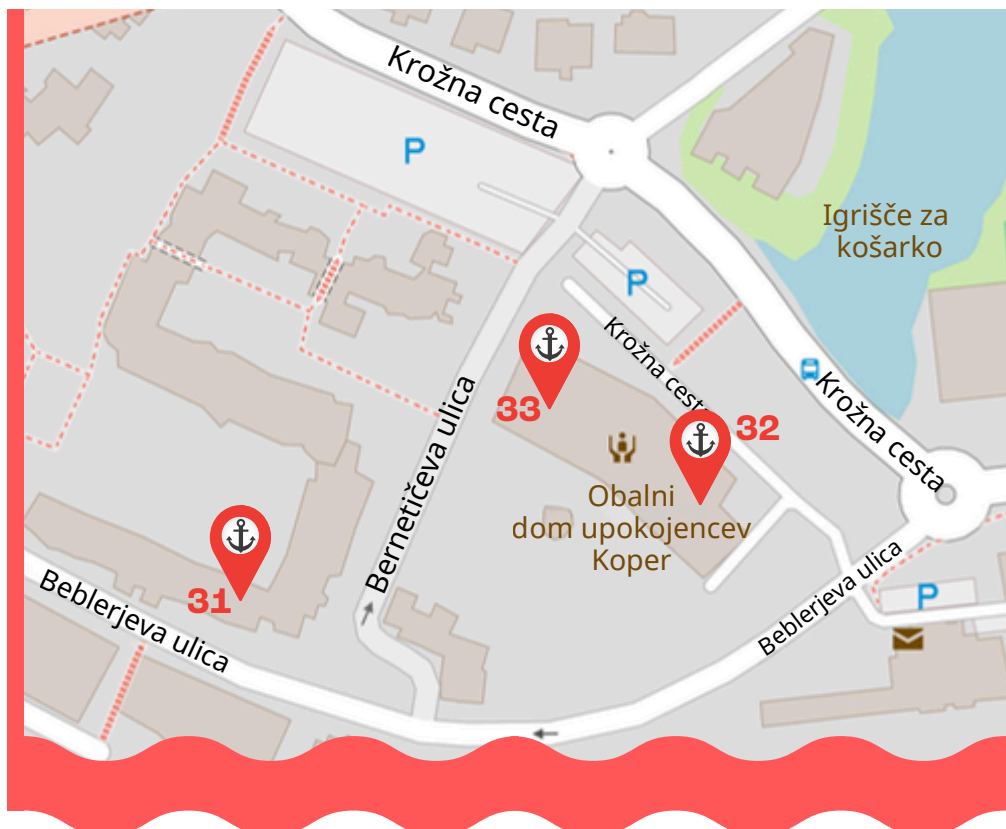 Krožna cesta
P
Igrišče za
košarko
P
Krožna cesta
33
32
Krožna cesta
Bernetičeva ulica
Obalni
dom upokojencev
Koper
31
Beblerjeva ulica
Beblerjeva ulica
P